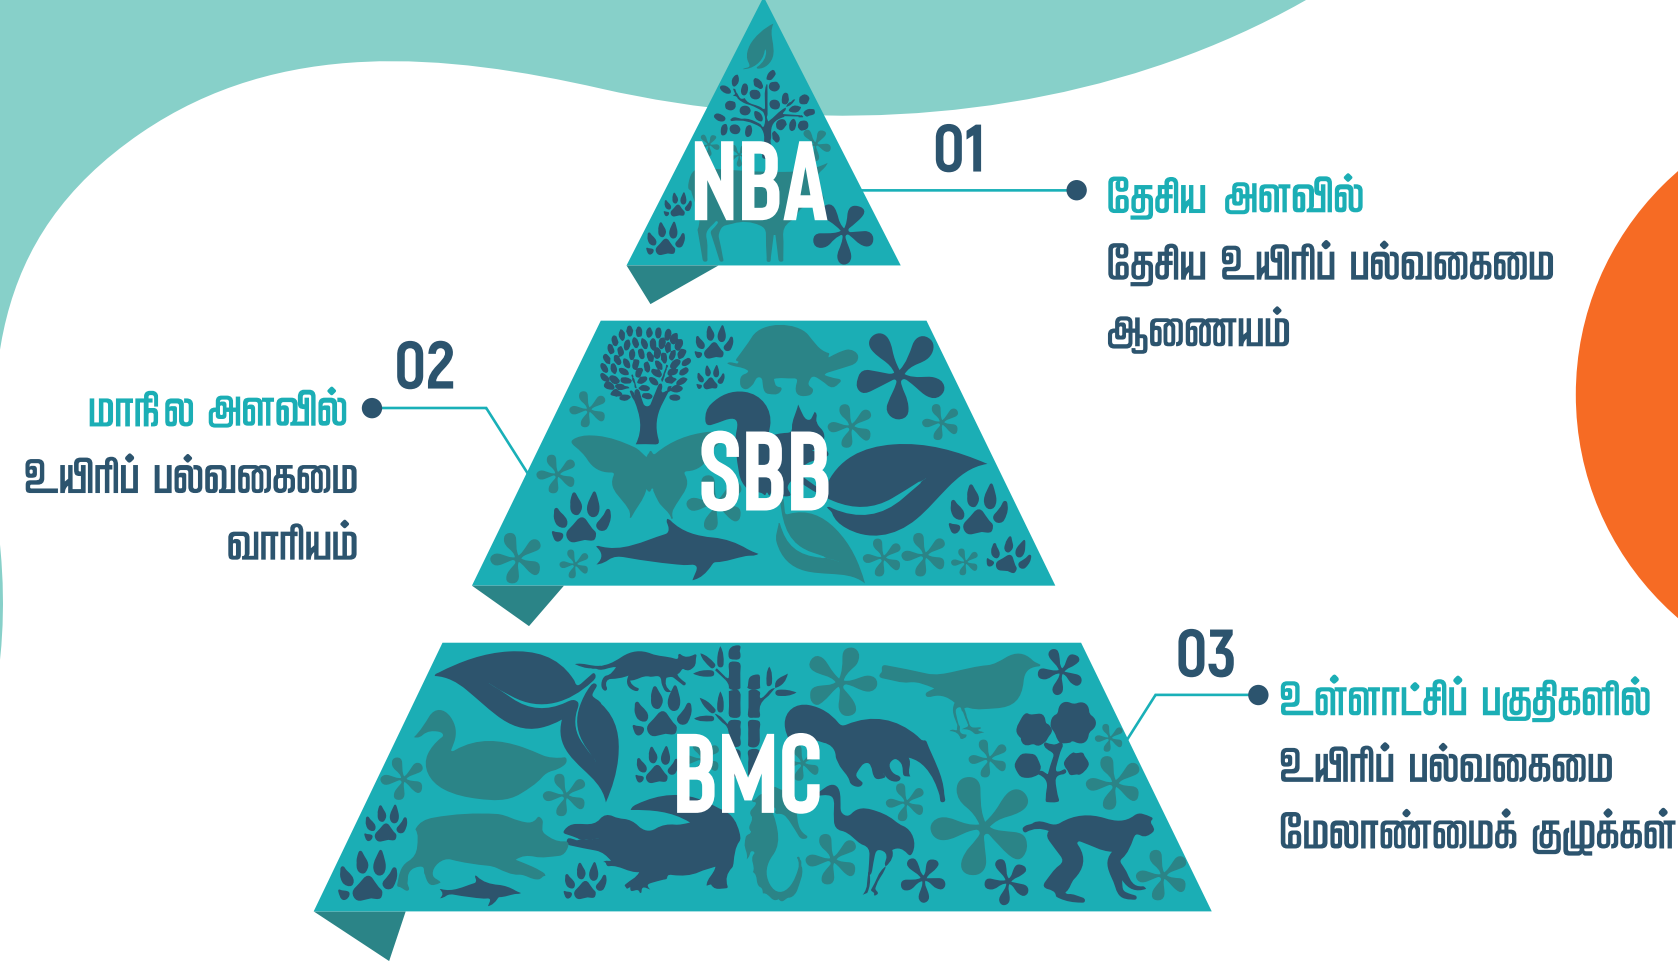 NBA
01
தேசிய அளவில்
தேசிய உயிரிப் பல்வகைமை
ஆணையம்
SBB
02
மாநில அளவில்
உயிரிப் பல்வகைமை
வாரியம்
BMC
03
உள்ளாட்சிப் பகுதிகளில்
உயிரிப் பல்வகைமை
மேலாண்மைக் குழுக்கள்